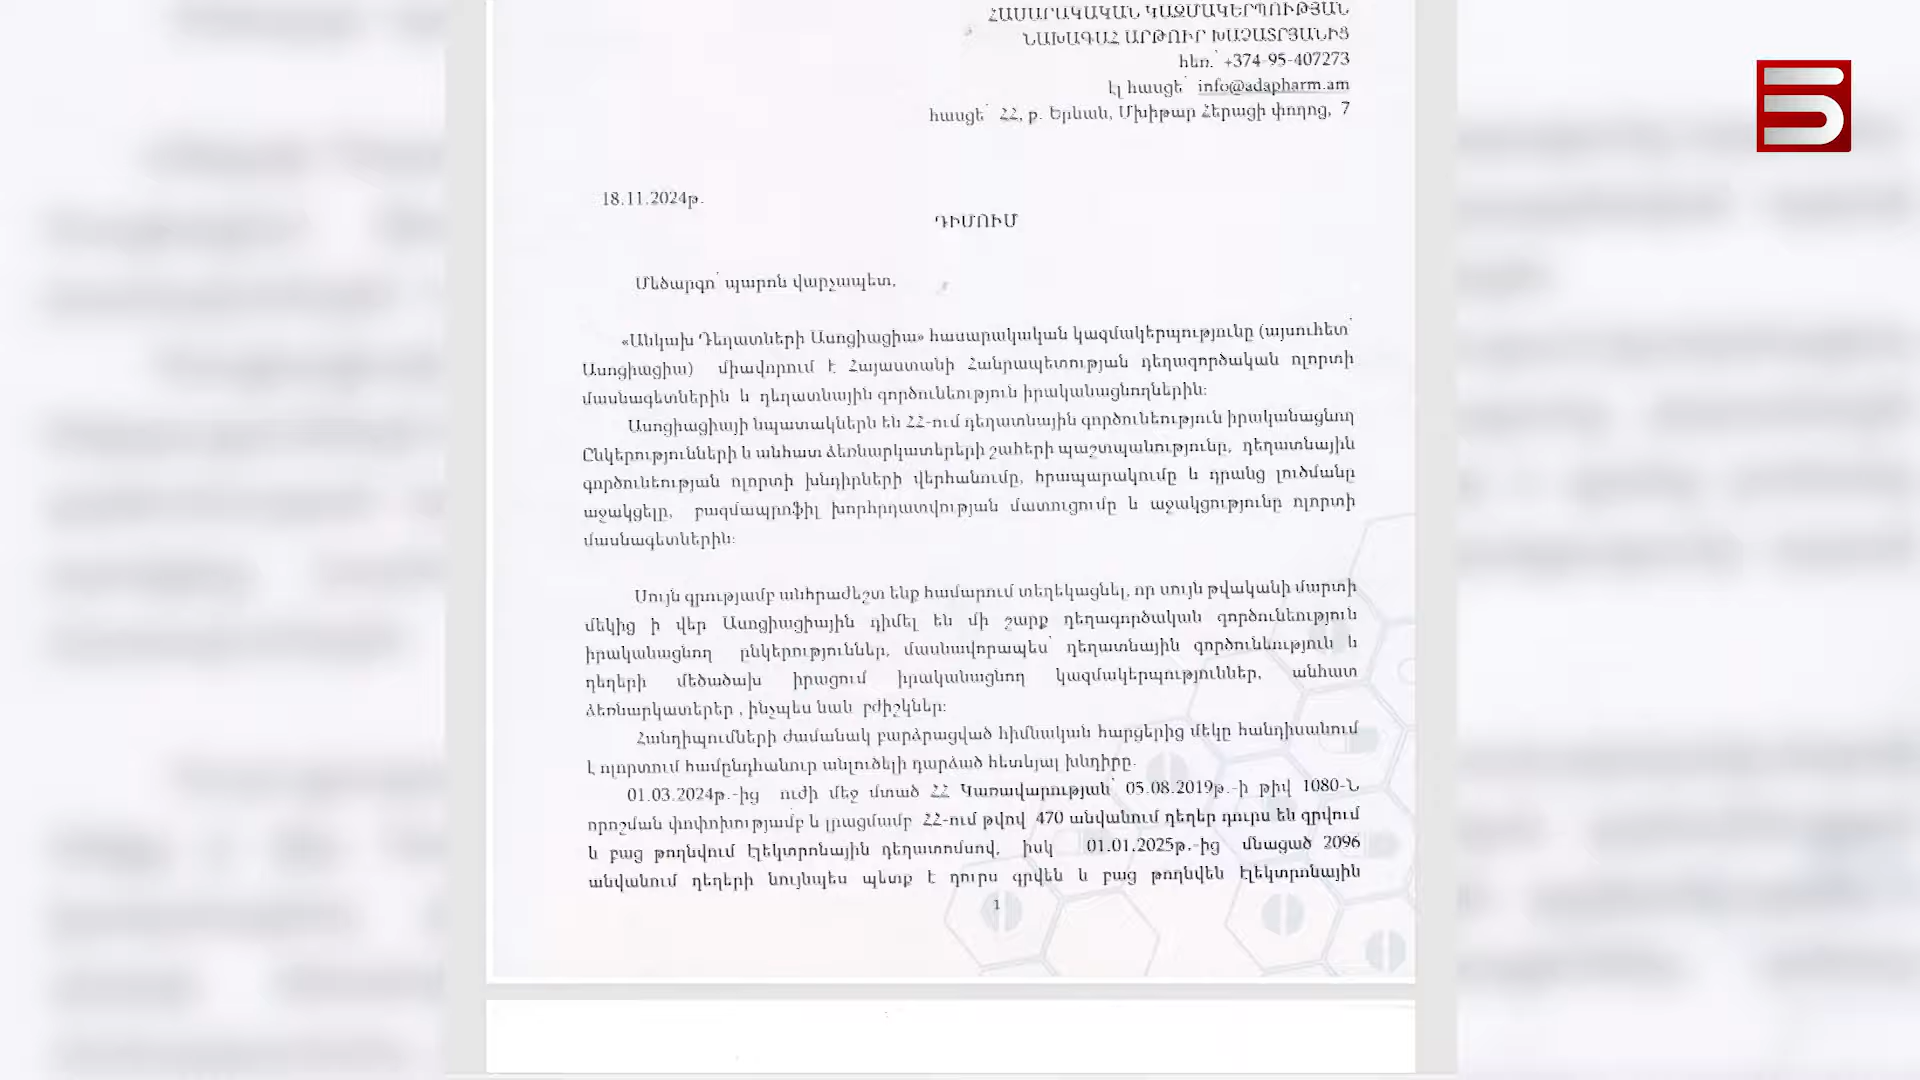 ՀԱՍԱՐԱԿԱԿԱՆ ԿԱԶՄԱԿԵՐՊՈՒԹՅԱՆ
ՆԱԽԱԳԱՀ ԱՐԹՈՒՐ ԽԱՉԱՏՐՅԱՆԻՑ
հեռ.՝ +374-95-407273
էլ հասցե՝ info@adapharm.am
հասցե՝ ՀՀ, ք. Երևան, Մխիթար Հերացի փողոց, 7
18.11.2024թ.
ԴԻՄՈՒՄ
Մեծարգո՝ պարոն վարչապետ,
«Անկախ Դեղատների Ասոցիացիա» հասարակական կազմակերպությունը (այսուհետ՝
Ասոցիացիա) միավորում է Հայաստանի Հանրապետության դեղագործական ոլորտի
մասնագետներին և դեղատնային գործունեություն իրականացնողներին:
Ասոցիացիայի նպատակներն են ՀՀ-ում դեղատնային գործունեություն իրականացնող
Ընկերությունների և անհատ ձեռնարկատերերի շահերի պաշտպանությունը, դեղատնային
գործունեության ոլորտի խնդիրների վերհանումը, հրապարակումը և դրանց լուծմանը
աջակցելը, բազմապրոֆիլ խորհրդատվության մատուցումը և աջակցությունը ոլորտի
մասնագետներին:
Սույն գրությամբ անհրաժեշտ ենք համարում տեղեկացնել, որ սույն թվականի մարտի
մեկից ի վեր Ասոցիացիային դիմել են մի շարք դեղագործական գործունեություն
իրականացնող ընկերություններ, մասնավորապես՝ դեղատնային գործունեություն և
դեղերի մեծածախ իրացում իրականացնող կազմակերպություններ, անհատ
ձեռնարկատերեր , ինչպես նաև բժիշկներ:
Հանդիպումների ժամանակ բարձրացված հիմնական հարցերից մեկը հանդիսանում
է ոլորտում համընդհանուր անլուծելի դարձած հետևյալ խնդիրը.
01.03.2024թ.-ից ուժի մեջ մտած ՀՀ Կառավարության՝ 05.08.2019թ.-ի թիվ 1080-Ն
որոշման փոփոխությամբ և լրացմամբ ՀՀ-ում թվով 470 անվանում դեղեր դուրս են գրվում
և բաց թողնվում էլեկտրոնային դեղատոմսով, իսկ 01.01.2025թ.-ից մնացած 2096
անվանում դեղերի նույնպես պետք է դուրս գրվեն և բաց թողնվեն էլեկտրոնային
1